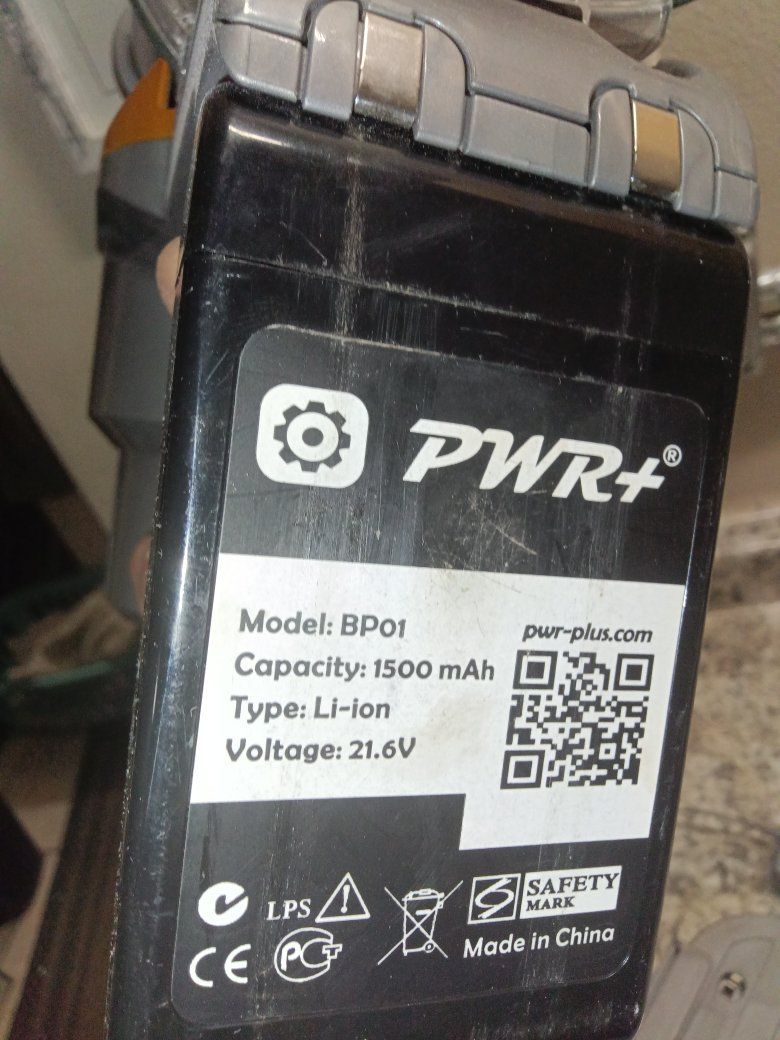 PWR+®
Model: BP01
Capacity: 1500 mAh
Type: Li-ion
Voltage: 21.6V
pwr-plus.com
LPS
SAFETY
MARK
CE
PCT
Made in China